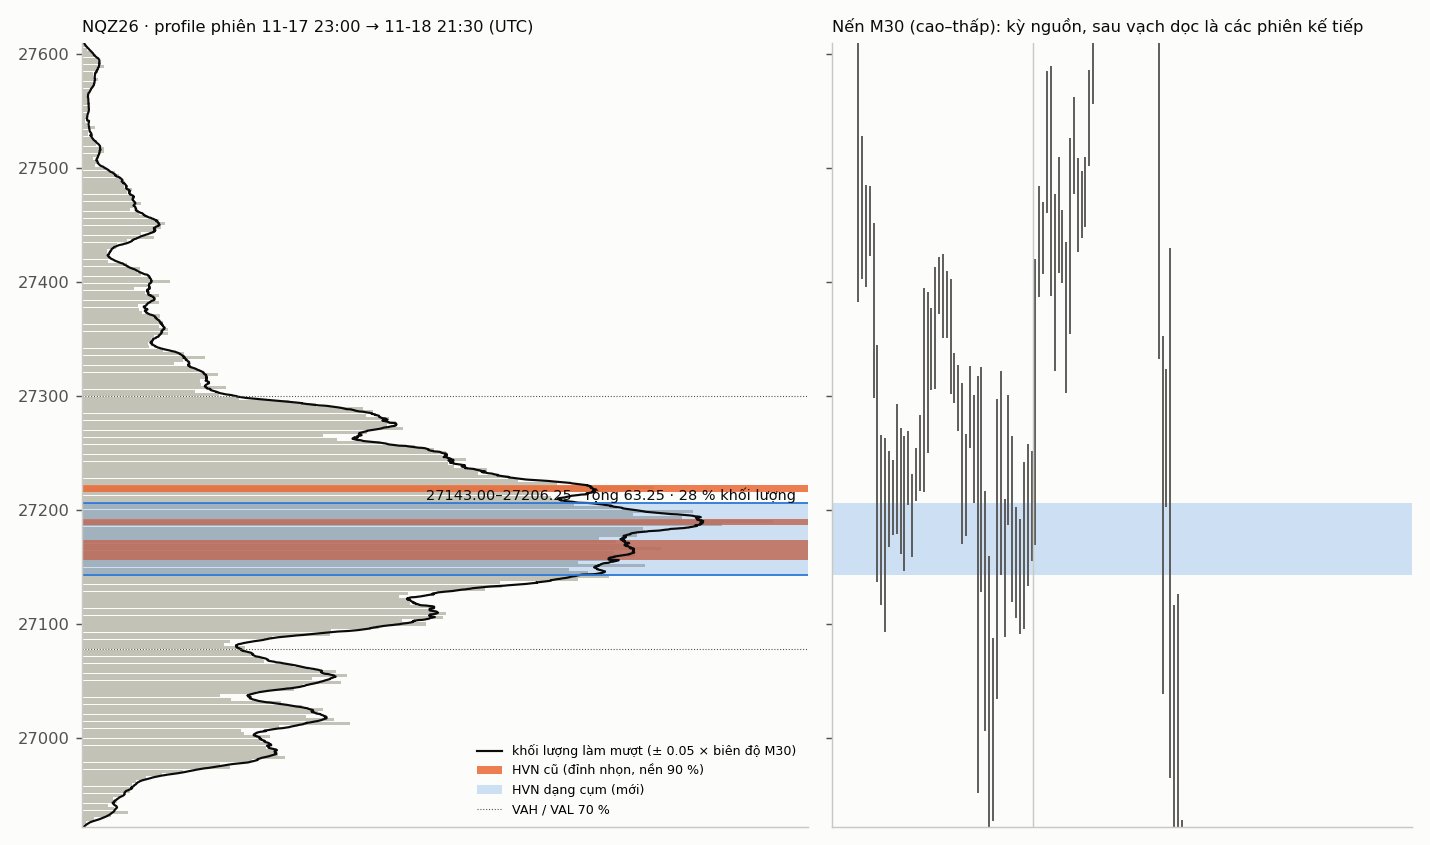 NQZ26 · profile phiên 11-17 23:00 → 11-18 21:30 (UTC)
Nến M30 (cao–thấp): kỳ nguồn, sau vạch dọc là các phiên kế tiếp
27600
27500
27400
27300
27200
27100
27000
27143.00–27206.25 · rộng 63.25 · 28 % khối lượng
khối lượng làm mượt (± 0.05 × biên độ M30)
HVN cũ (đỉnh nhọn, nền 90 %)
HVN dạng cụm (mới)
VAH / VAL 70 %